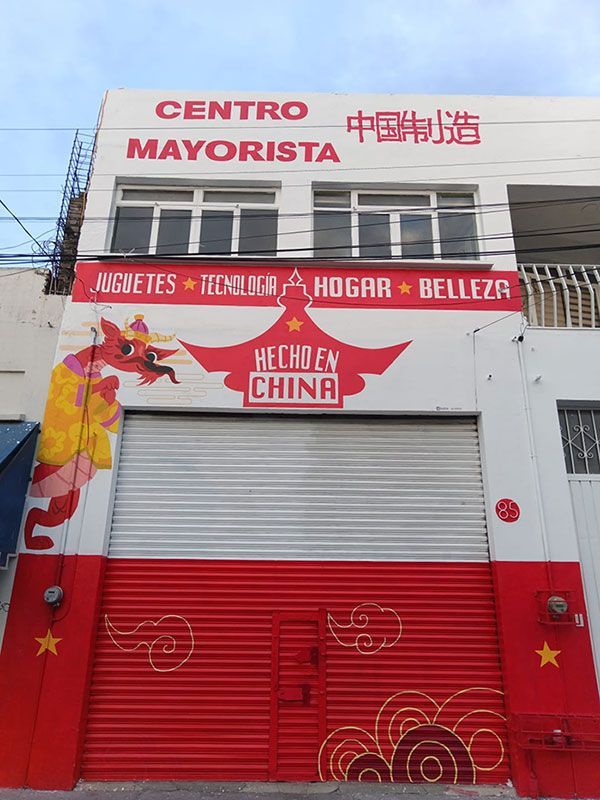 CENTRO
MAYORISTA
中国制造
JUGUETES ★ TECNOLOGÍA HOGAR ★ BELLEZA
HECHO EN
CHINA
85